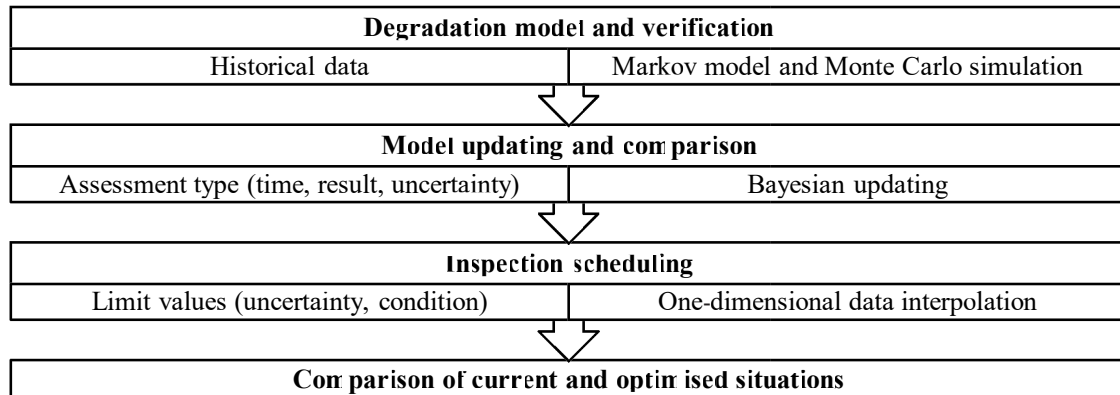 Degradation model and verification
Historical data
Markov model and Monte Carlo simulation
Model updating and comparison
Assessment type (time, result, uncertainty)
Bayesian updating
Inspection scheduling
Limit values (uncertainty, condition)
One-dimensional data interpolation
Comparison of current and optimised situations